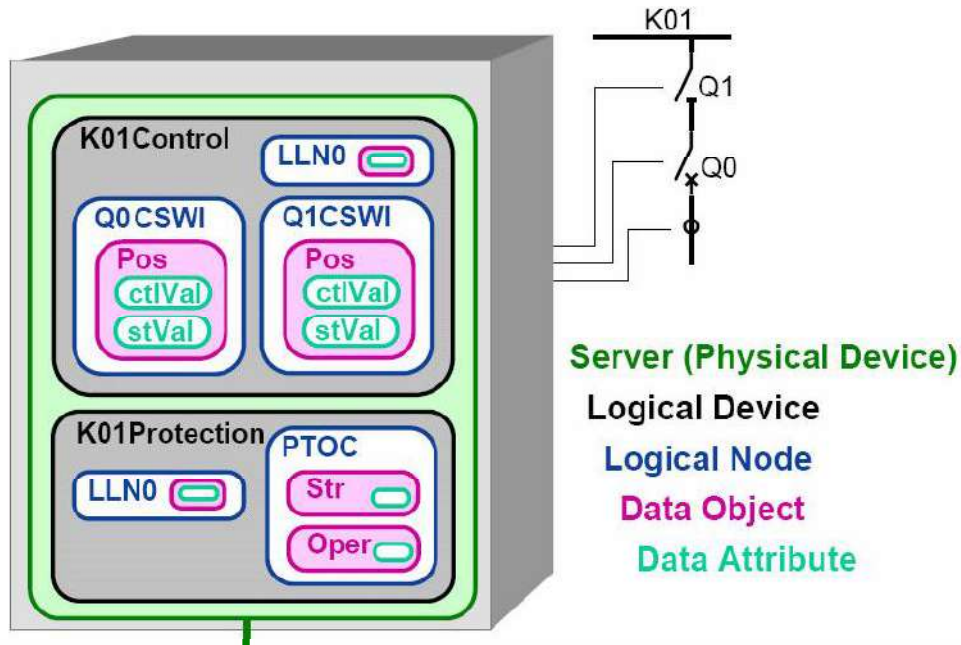 K01
Q1
Q0
K01Control
LLN0
Q0CSWI
Pos
ctlVal
stVal
Q1CSWI
Pos
ctlVal
stVal
K01Protection
LLN0
PTOC
Str
Oper
Server (Physical Device)
Logical Device
Logical Node
Data Object
Data Attribute